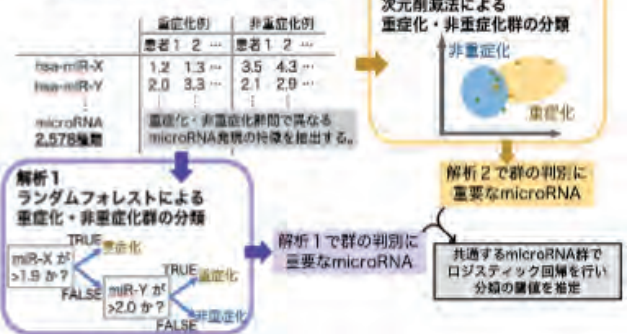 重症化例 非重症化例
患者1 2 … 患者1 2 …
hsa-miR-X 1.2 1.3 … 3.5 4.3 …
hsa-miR-Y 2.0 3.3 … 2.1 2.9 …
microRNA
2,578種類
重症化・非重症化群間で異なる
microRNA発現の特徴を抽出する。
次元削減法による
重症化・非重症化群の分類
非重症化
重症化
解析1
ランダムフォレストによる
重症化・非重症化群の分類
miR-X が
>1.9 か？
TRUE
重症化
FALSE
miR-Y が
>2.0 か？
TRUE
重症化
FALSE
非重症化
解析1で群の判別に
重要なmicroRNA
解析2で群の判別に
重要なmicroRNA
共通するmicroRNA群で
ロジスティック回帰を行い
分類の閾値を推定